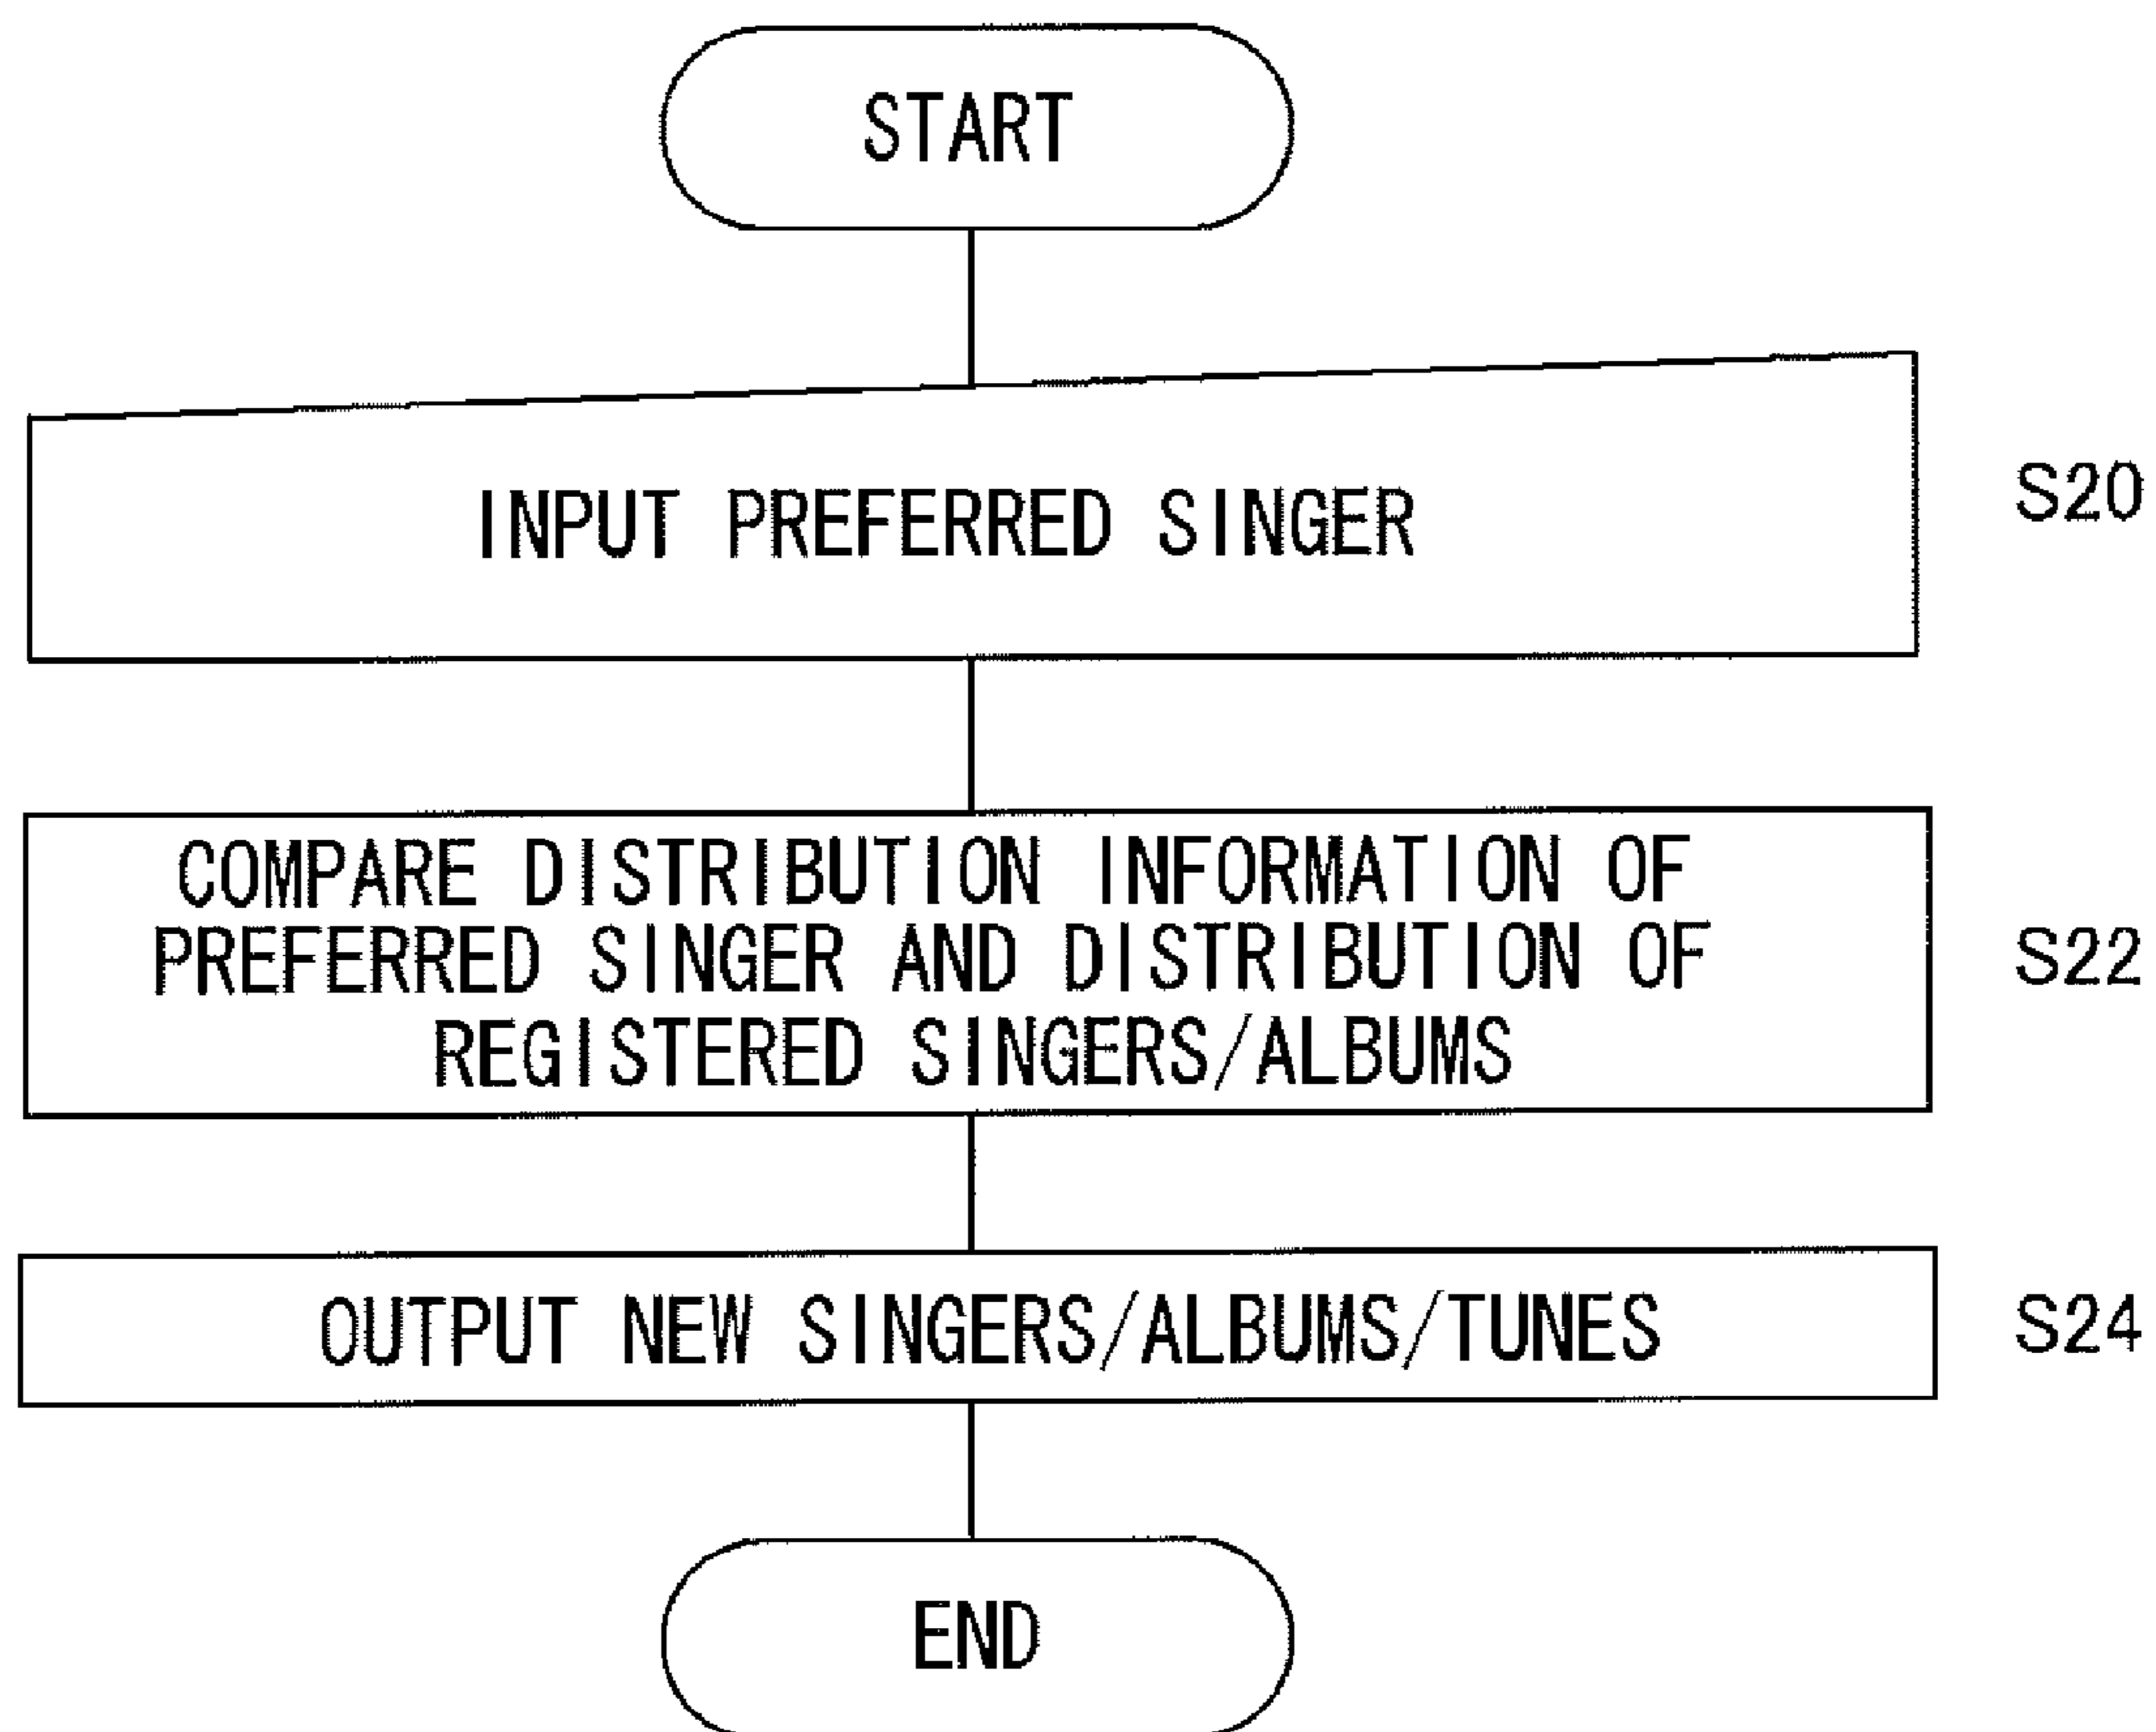 START
INPUT PREFERRED SINGER
S20
COMPARE DISTRIBUTION INFORMATION OF
PREFERRED SINGER AND DISTRIBUTION OF
REGISTERED SINGERS/ALBUMS
S22
OUTPUT NEW SINGERS/ALBUMS/TUNES
S24
END